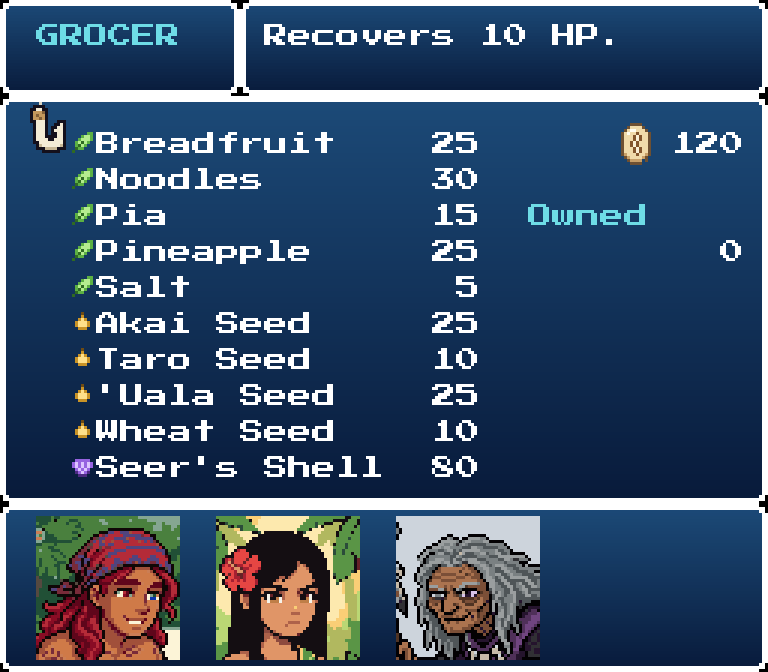 GROCER
Recovers 10 HP.
Breadfruit 25
120
Noodles 30
Pia 15
Owned
Pineapple 25
0
Salt 5
Akai Seed 25
Taro Seed 10
'Uala Seed 25
Wheat Seed 10
Seer's Shell 80